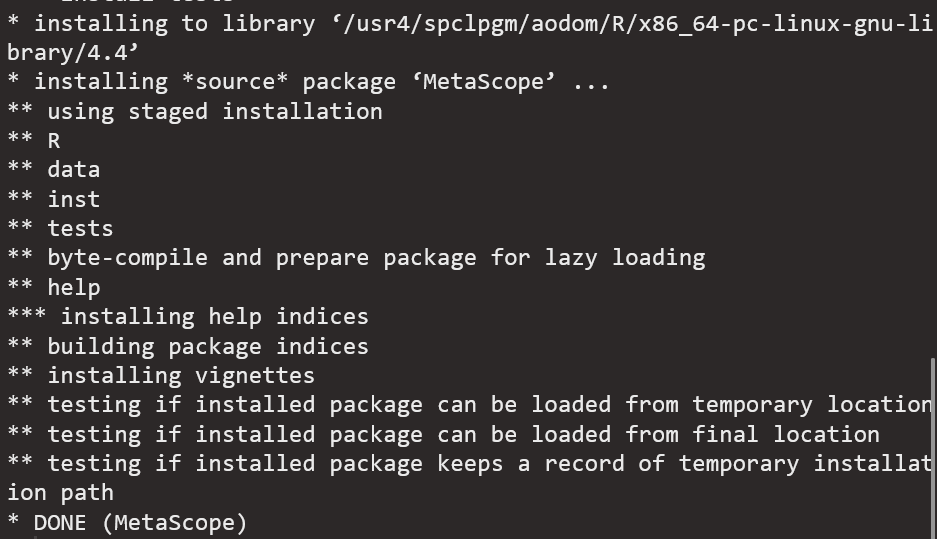 * installing to library ‘/usr4/spclpgm/aodom/R/x86_64-pc-linux-gnu-li
brary/4.4’
* installing *source* package ‘MetaScope’ ...
** using staged installation
** R
** data
** inst
** tests
** byte-compile and prepare package for lazy loading
** help
*** installing help indices
** building package indices
** installing vignettes
** testing if installed package can be loaded from temporary location
** testing if installed package can be loaded from final location
** testing if installed package keeps a record of temporary installat
ion path
* DONE (MetaScope)